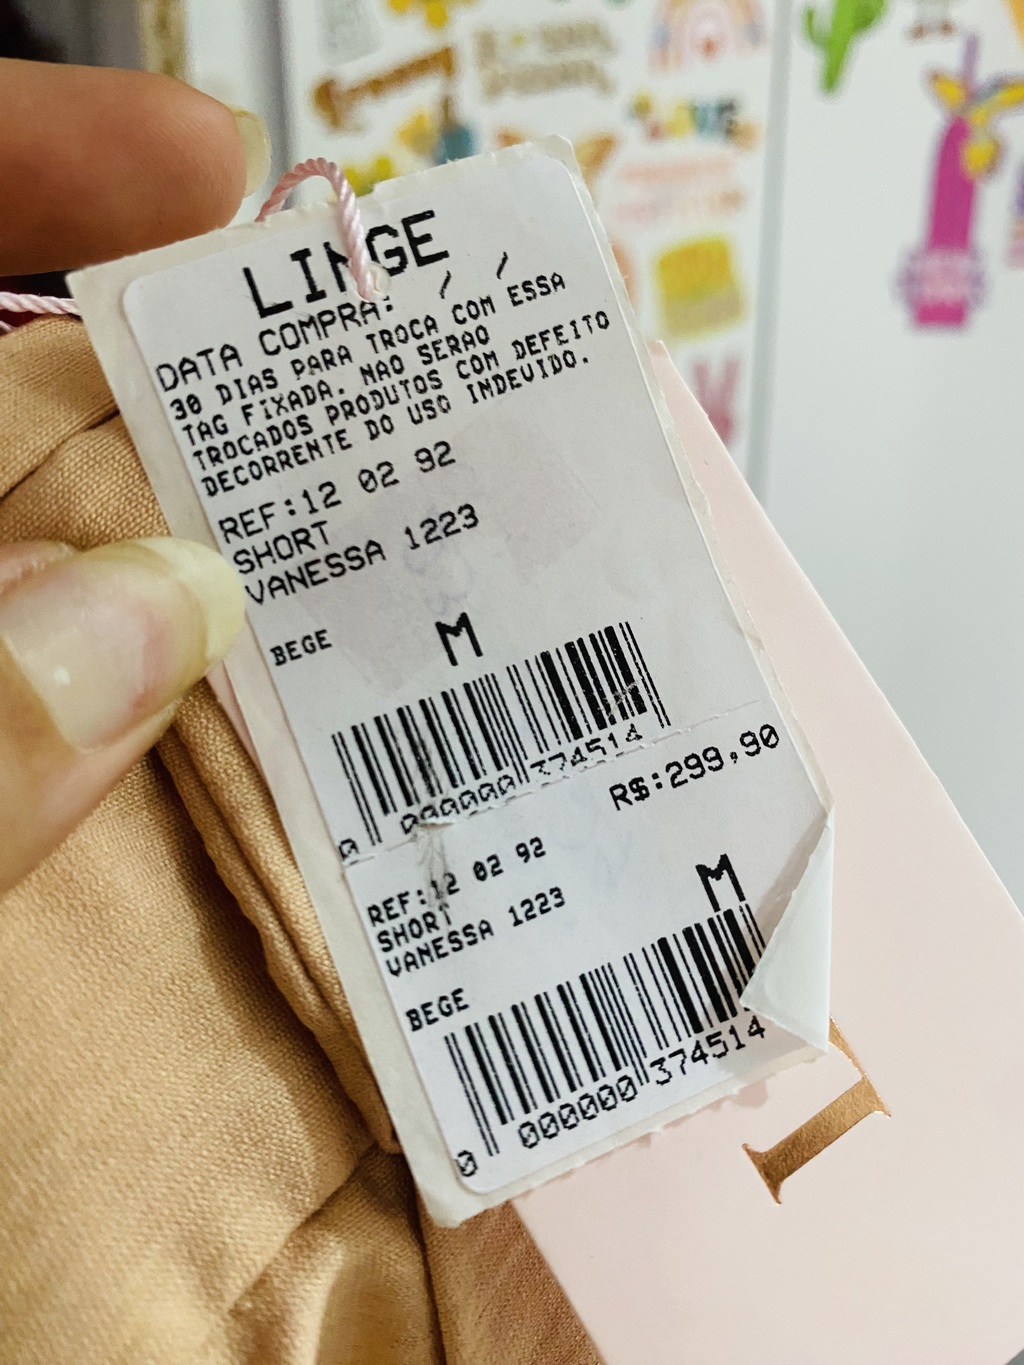 LINGE
DATA COMPRA: / /
30 DIAS PARA TROCA COM ESSA
TAG FIXADA. NAO SERAO
TROCADOS PRODUTOS COM DEFEITO
DECORRENTE DO USO INDEVIDO.
REF:12 02 92
SHORT
VANESSA 1223
BEGE M
0 000000 374514
R$:299,90
REF:12 02 92
SHORT
VANESSA 1223
M
BEGE
0 000000 374514
I